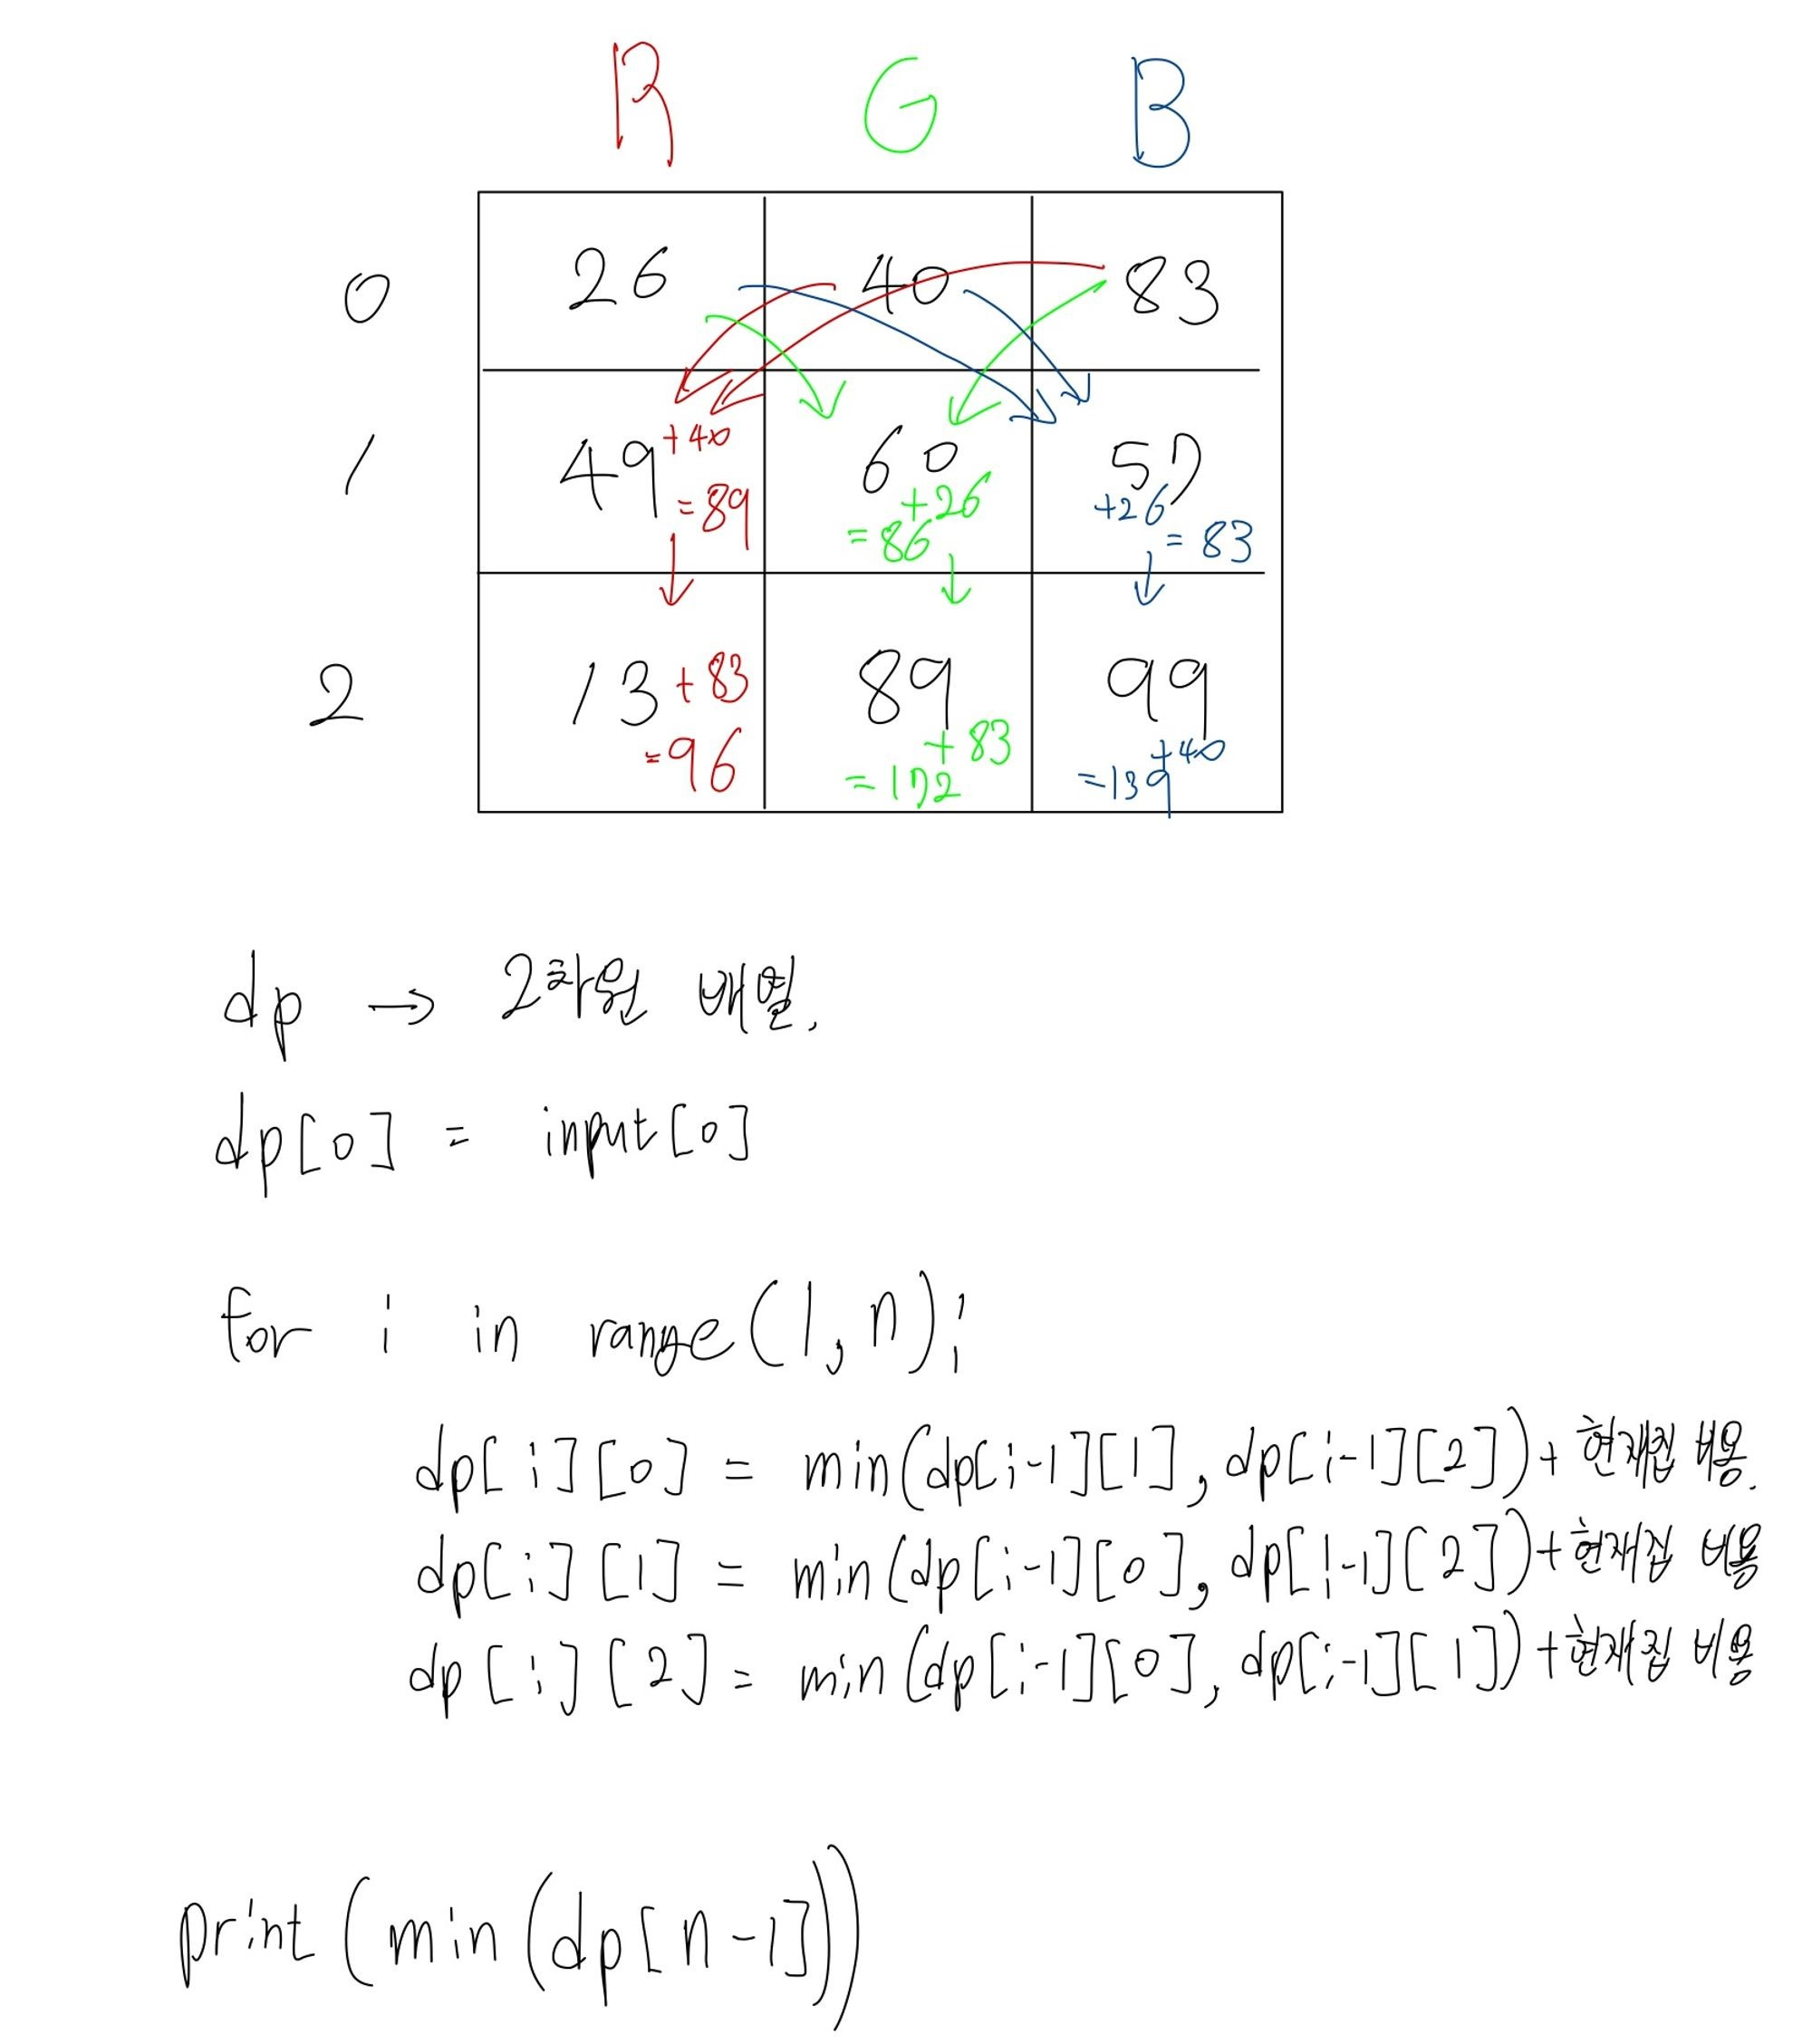 R G B
0 26 40 83
1 49 +40 =89 60 +26 =86 57 +26 =83
2 13 +83 =96 89 +83 =172 99 +40 =139
dp → 2차원 배열.
dp[0] = input[0]
for i in range(1, n):
dp[i][0] = min(dp[i-1][1], dp[i-1][2]) + 현재집 비용.
dp[i][1] = min(dp[i-1][0], dp[i-1][2]) + 현재집 비용
dp[i][2] = min(dp[i-1][0], dp[i-1][1]) + 현재집 비용
print(min(dp[n-1]))